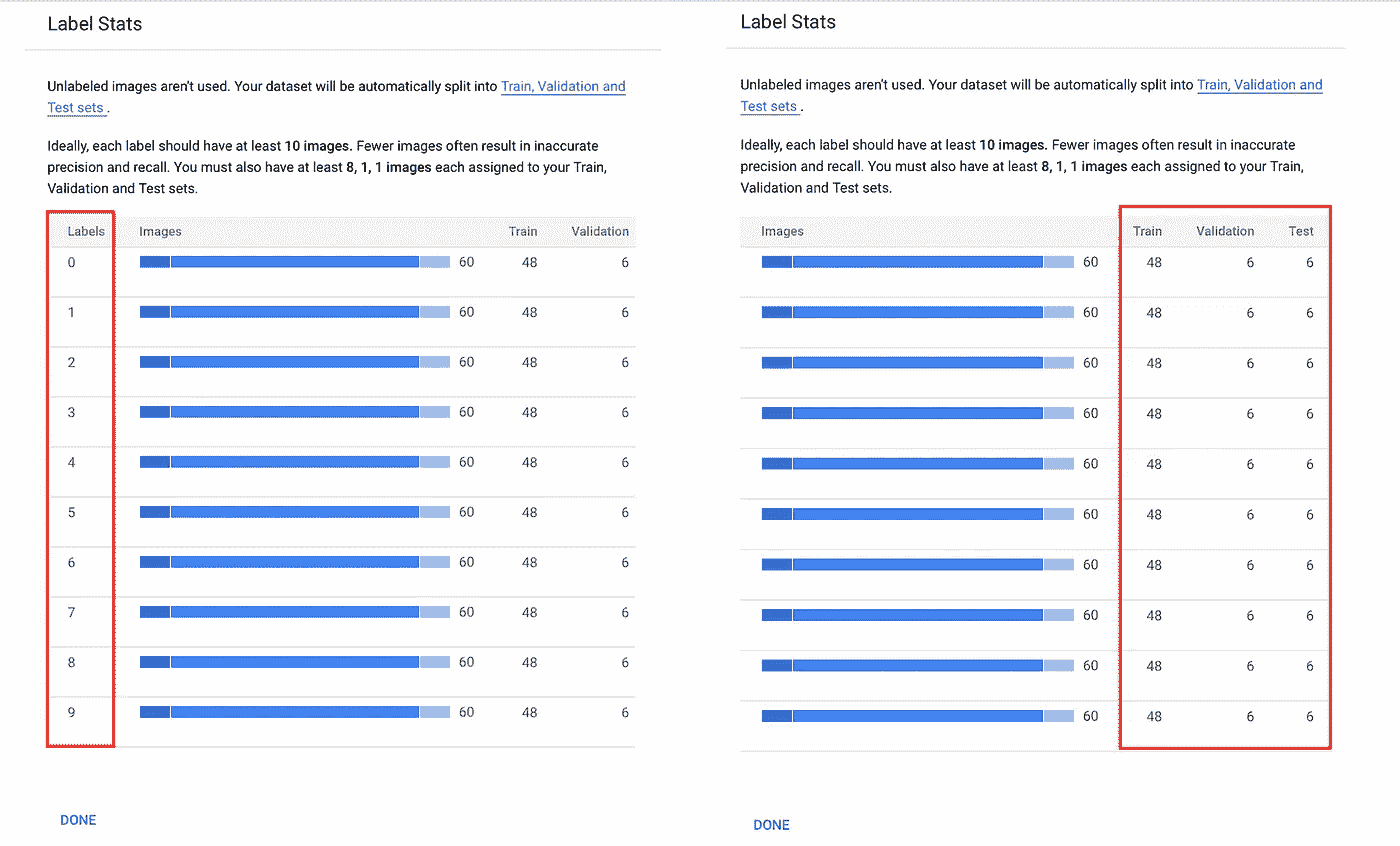 Label Stats
Unlabeled images aren't used. Your dataset will be automatically split into Train, Validation and
Test sets .
Ideally, each label should have at least 10 images. Fewer images often result in inaccurate
precision and recall. You must also have at least 8, 1, 1 images each assigned to your Train,
Validation and Test sets.
Labels Images Train Validation
0 60 48 6
1 60 48 6
2 60 48 6
3 60 48 6
4 60 48 6
5 60 48 6
6 60 48 6
7 60 48 6
8 60 48 6
9 60 48 6
DONE
Label Stats
Unlabeled images aren't used. Your dataset will be automatically split into Train, Validation and
Test sets .
Ideally, each label should have at least 10 images. Fewer images often result in inaccurate
precision and recall. You must also have at least 8, 1, 1 images each assigned to your Train,
Validation and Test sets.
Images Train Validation Test
60 48 6 6
60 48 6 6
60 48 6 6
60 48 6 6
60 48 6 6
60 48 6 6
60 48 6 6
60 48 6 6
60 48 6 6
60 48 6 6
DONE